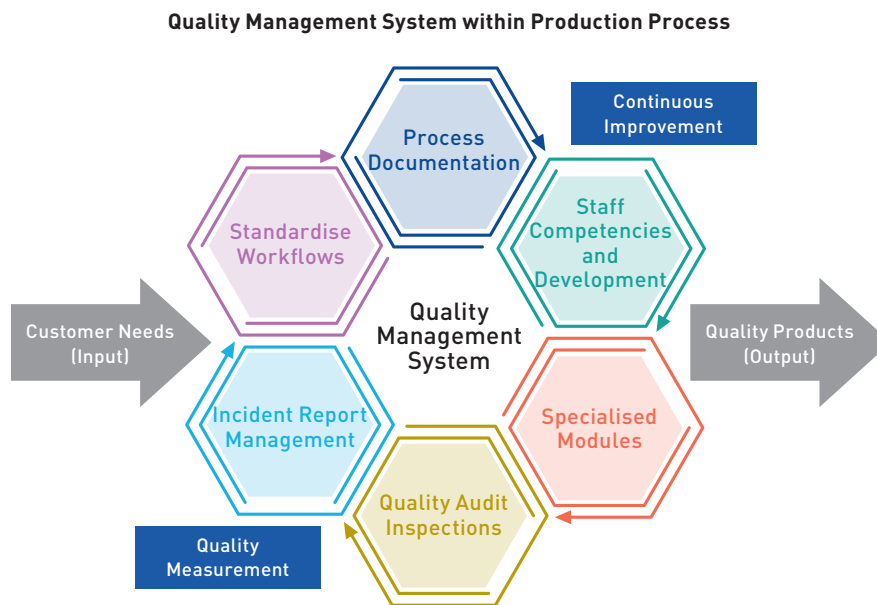 Quality Management System within Production Process
Continuous
Improvement
Process
Documentation
Staff
Competencies
and
Development
Standardise
Workflows
Customer Needs
(Input)
Quality
Management
System
Quality Products
(Output)
Incident Report
Management
Specialised
Modules
Quality Audit
Inspections
Quality
Measurement